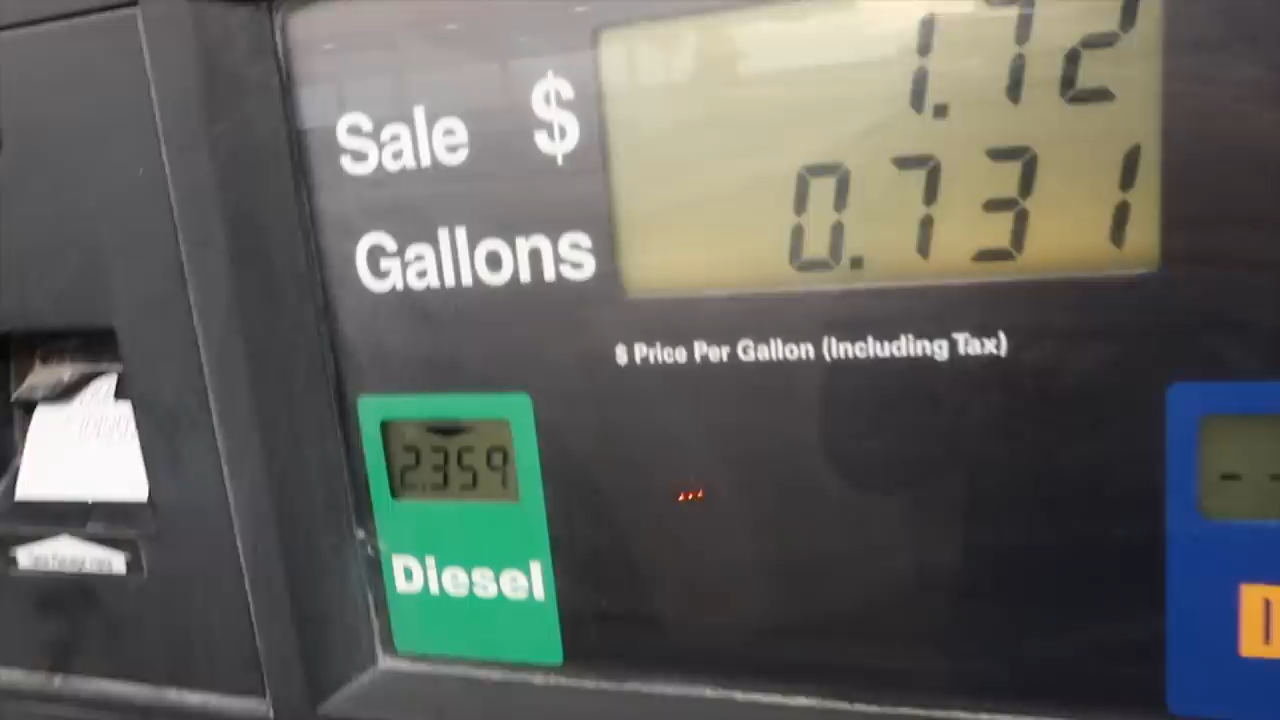 1.72
Sale $
0.731
Gallons
$ Price Per Gallon (Including Tax)
2.359
Diesel